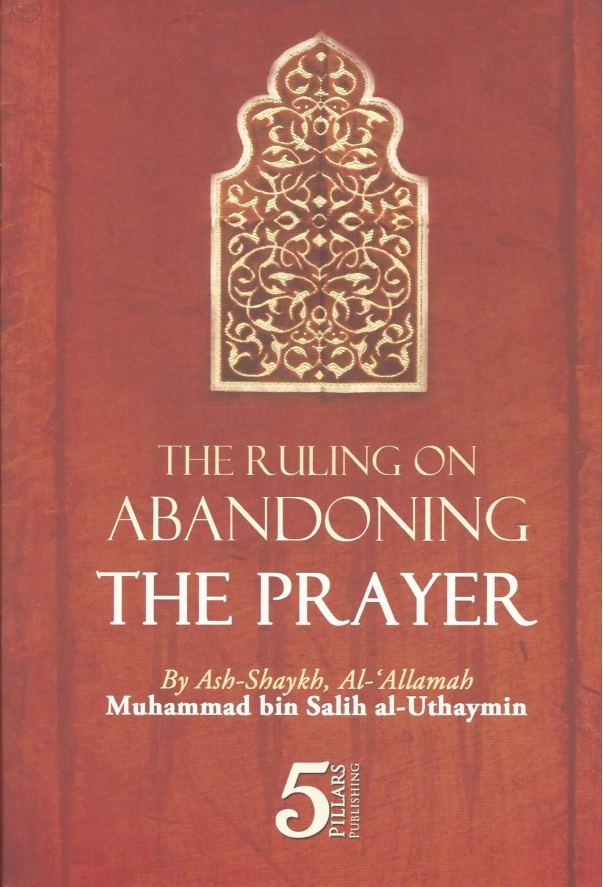 THE RULING ON
ABANDONING
THE PRAYER
By Ash-Shaykh, Al-‘Allamah
Muhammad bin Salih al-Uthaymin
5
PILLARS
PUBLISHING